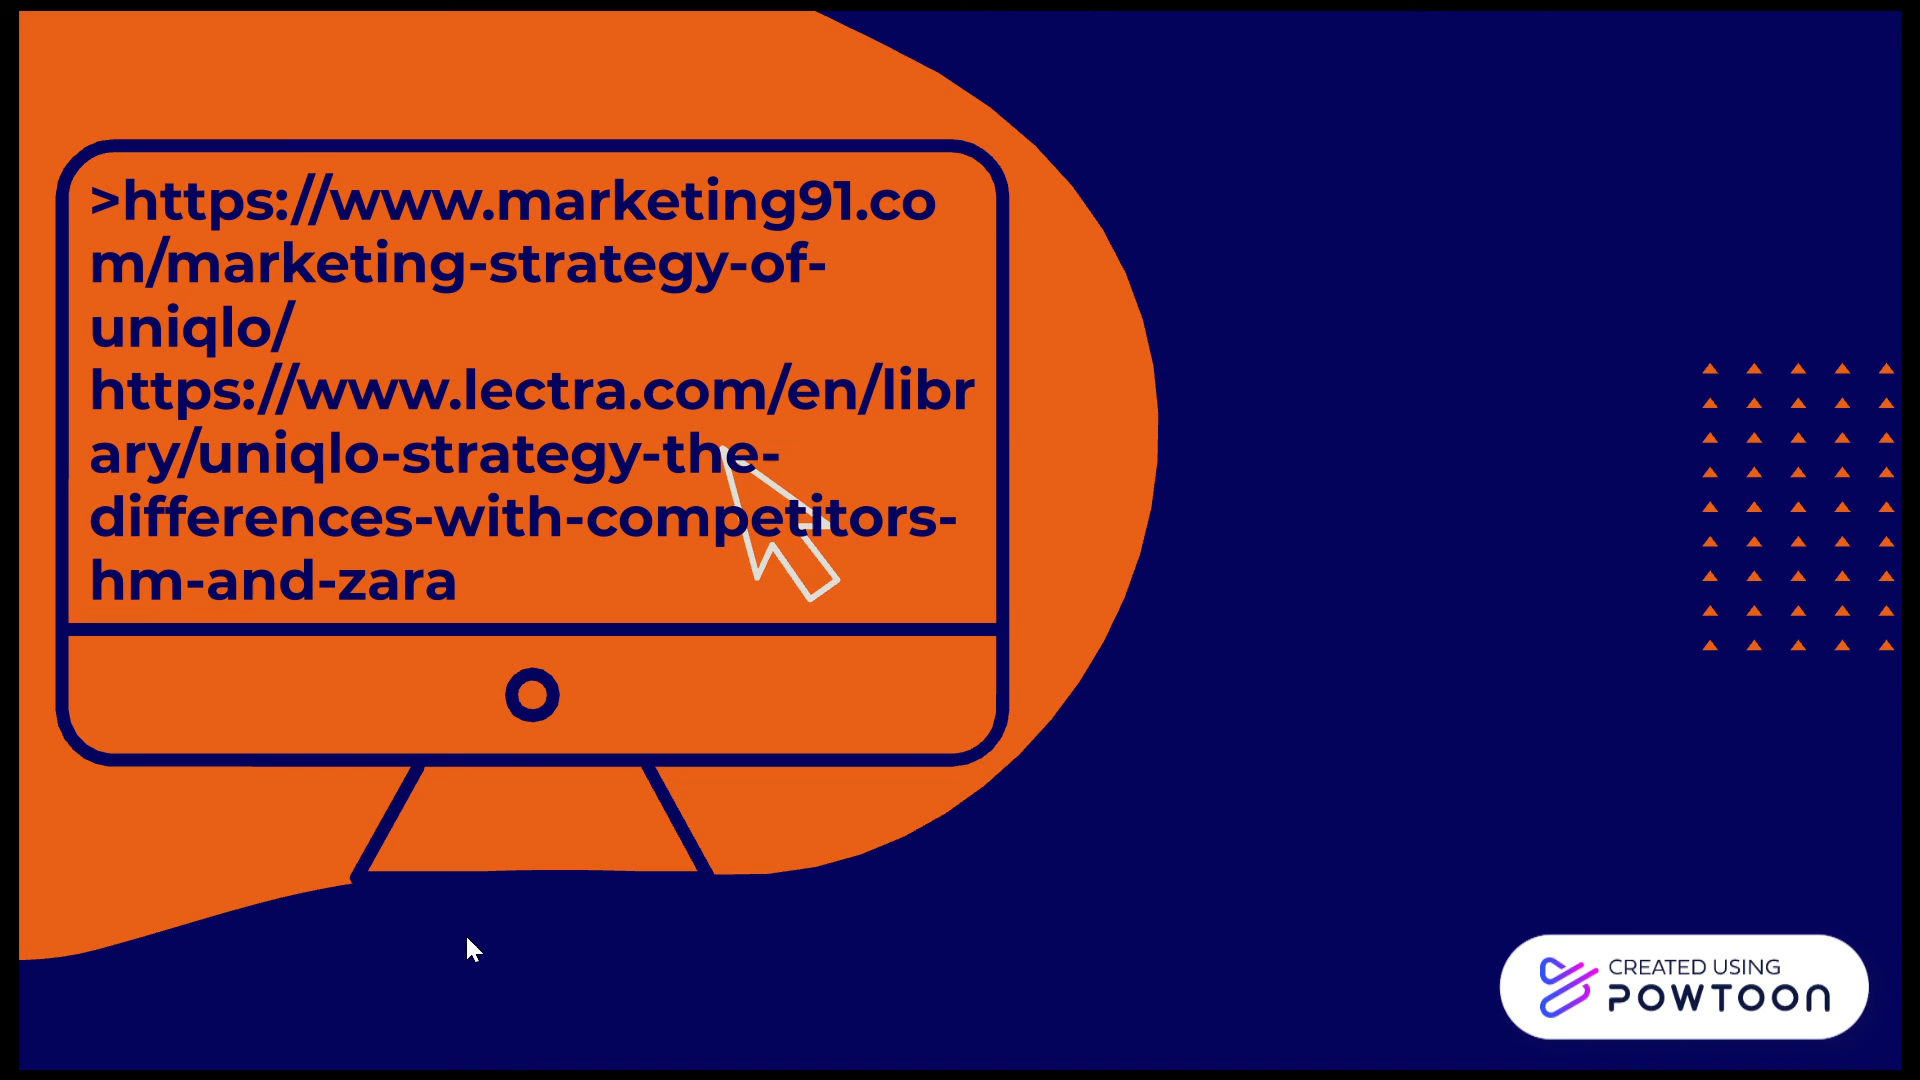 >https://www.marketing91.co
m/marketing-strategy-of-
uniqlo/
https://www.lectra.com/en/libr
ary/uniqlo-strategy-the-
differences-with-competitors-
hm-and-zara
CREATED USING
POWTOON